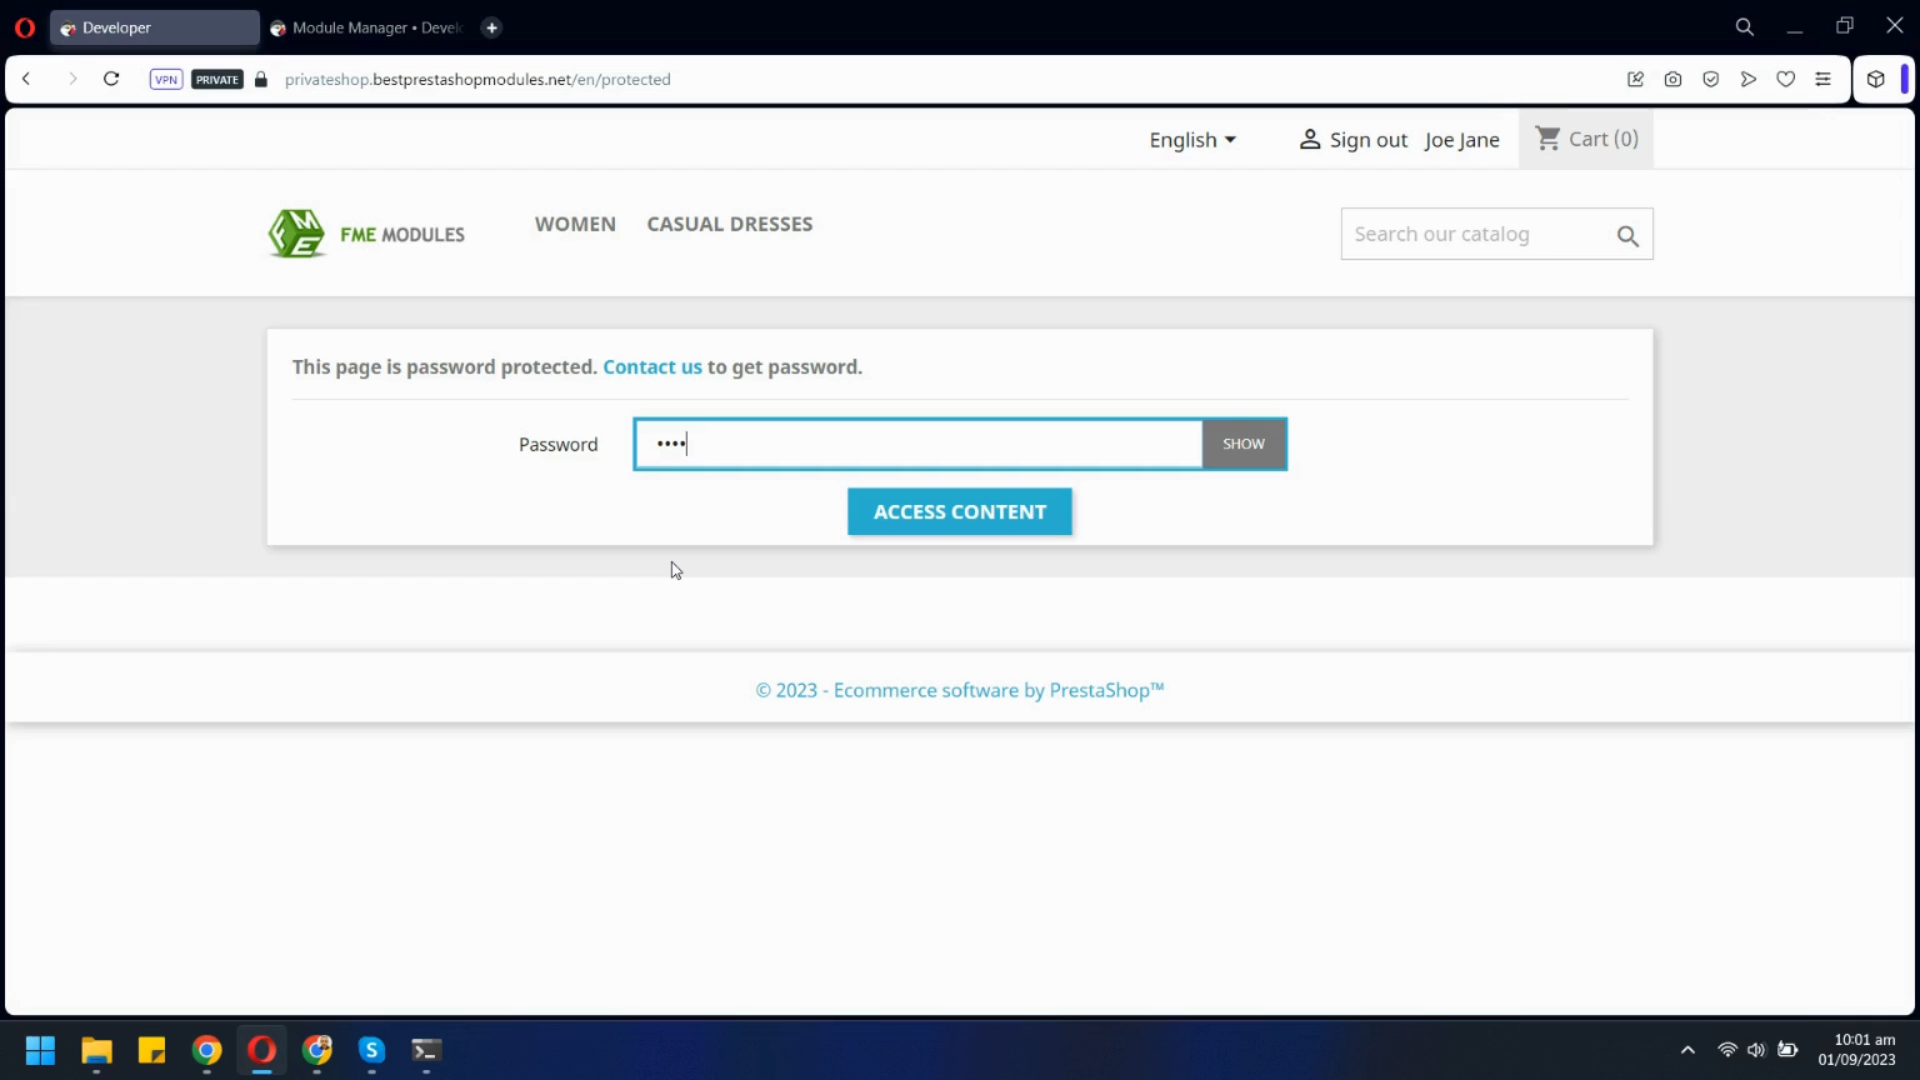 Developer
Module Manager • Devel
VPN
PRIVATE
privateshop.bestprestashopmodules.net/en/protected
English
Sign out
Joe Jane
Cart (0)
FME
FME MODULES
WOMEN
CASUAL DRESSES
Search our catalog
This page is password protected. Contact us to get password.
Password
••••
SHOW
ACCESS CONTENT
© 2023 - Ecommerce software by PrestaShop™
10:01 am
01/09/2023